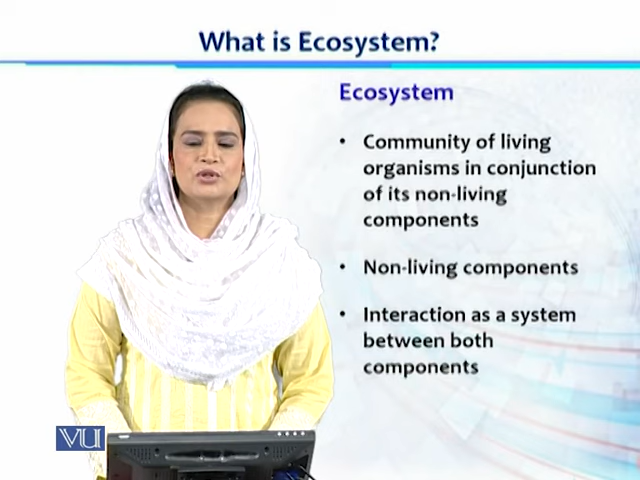 What is Ecosystem?
Ecosystem
• Community of living
organisms in conjunction
of its non-living
components
• Non-living components
• Interaction as a system
between both
components
VU